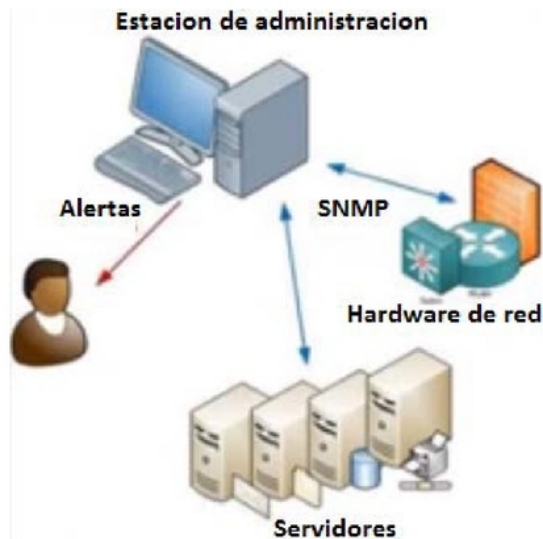 Estacion de administracion
Alertas
SNMP
Hardware de red
Servidores